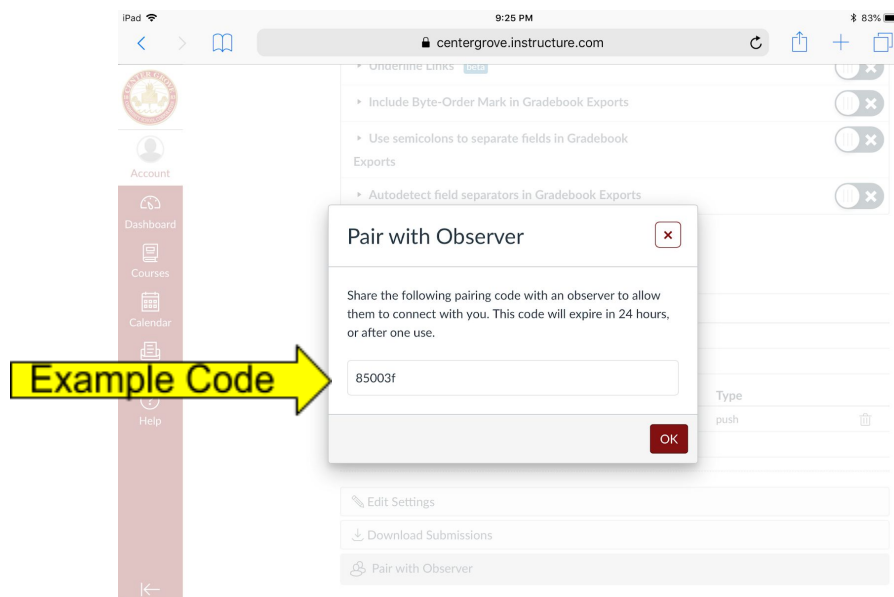 iPad
9:25 PM
83%
centergrove.instructure.com
Underline Links beta
CENTER GROVE
Include Byte-Order Mark in Gradebook Exports
Use semicolons to separate fields in Gradebook
Exports
Account
Autodetect field separators in Gradebook Exports
Dashboard
Courses
Calendar
Help
Pair with Observer
Share the following pairing code with an observer to allow
them to connect with you. This code will expire in 24 hours,
or after one use.
Example Code
85003f
OK
Type
push
Edit Settings
Download Submissions
Pair with Observer